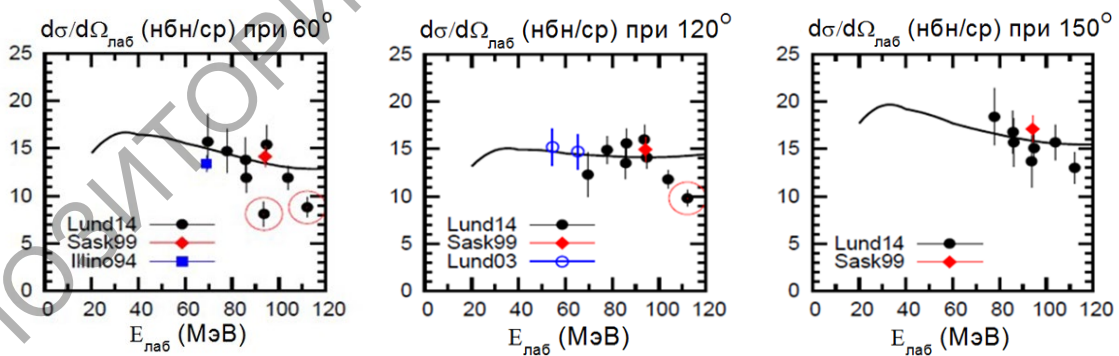 dσ/dΩлаб (нбн/ср) при 60°
25
20
15
10
5
0
Lund14
Sask99
Illino94
0 20 40 60 80 100 120
Eлаб (МэВ)
dσ/dΩлаб (нбн/ср) при 120°
25
20
15
10
5
0
Lund14
Sask99
Lund03
0 20 40 60 80 100 120
Eлаб (МэВ)
dσ/dΩлаб (нбн/ср) при 150°
25
20
15
10
5
0
Lund14
Sask99
0 20 40 60 80 100 120
Eлаб (МэВ)
ПОЗИТОРИ